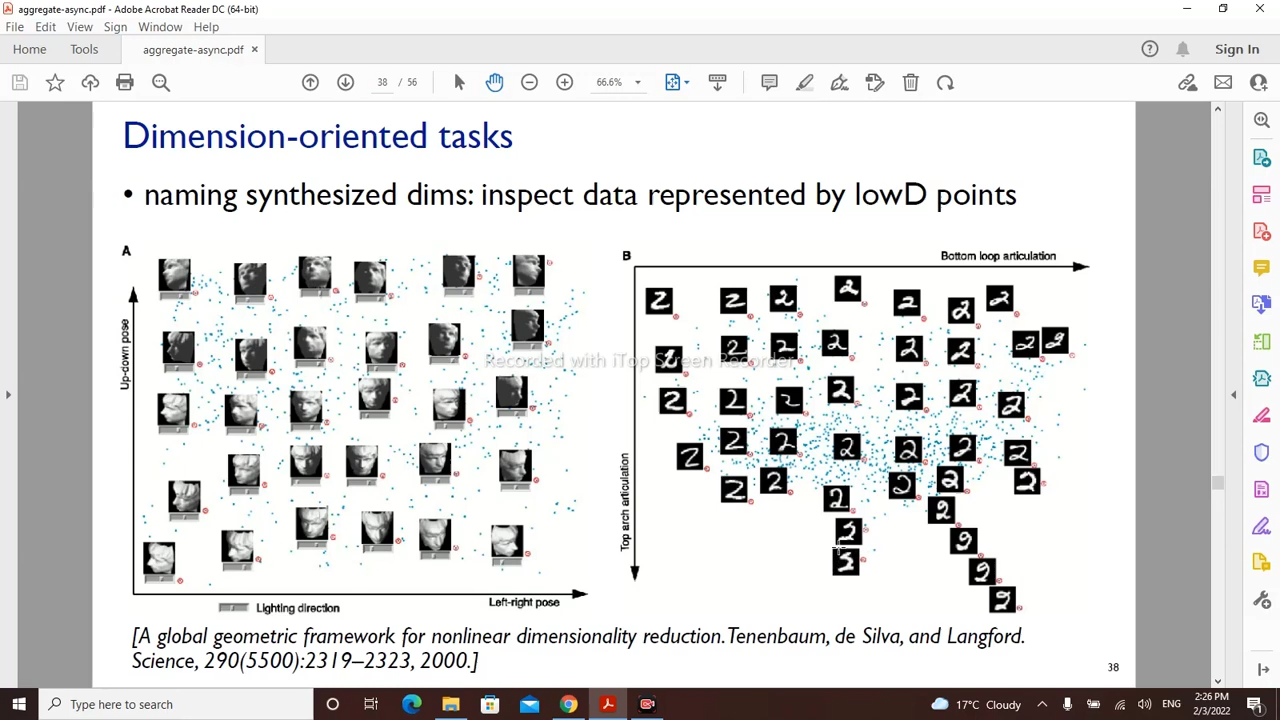 aggregate-async.pdf - Adobe Acrobat Reader DC (64-bit)
File Edit View Sign Window Help
Home Tools aggregate-async.pdf × Sign In
38 / 56 66.6%
Dimension-oriented tasks
• naming synthesized dims: inspect data represented by lowD points
A
B
Bottom loop articulation
Up-down pose
Recorded with iTop Screen Recorder
Top arch articulation
Left-right pose
Lighting direction
[A global geometric framework for nonlinear dimensionality reduction. Tenenbaum, de Silva, and Langford.
Science, 290(5500):2319–2323, 2000.]
38
Type here to search
17°C Cloudy
ENG
2:26 PM
2/3/2022